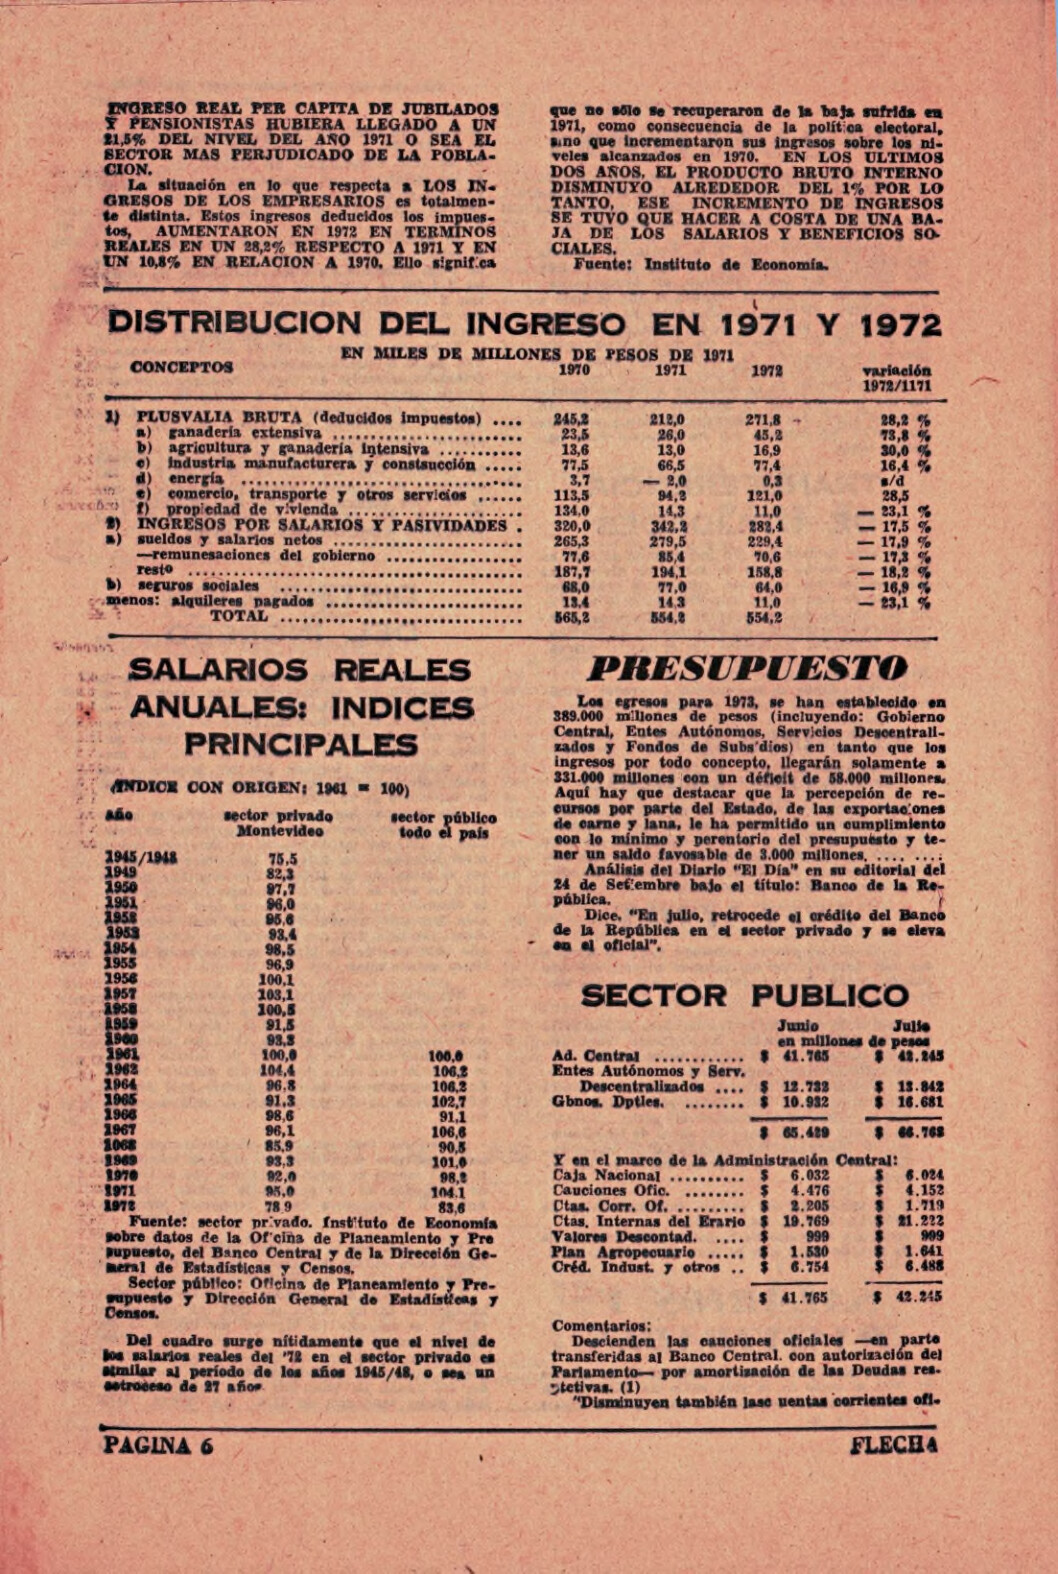 INGRESO REAL PER CAPITA DE JUBILADOS
Y PENSIONISTAS HUBIERA LLEGADO A UN
21,5% DEL NIVEL DEL AÑO 1971 O SEA EL
SECTOR MAS PERJUDICADO DE LA POBLA-
CION.
La situación en lo que respecta a LOS IN-
GRESOS DE LOS EMPRESARIOS es totalmen-
te distinta. Estos ingresos deducidos los impues-
tos, AUMENTARON EN 1972 EN TERMINOS
REALES EN UN 28,2% RESPECTO A 1971 Y EN
UN 10,8% EN RELACION A 1970. Ello significa
que no sólo se recuperaron de la baja sufrida en
1971, como consecuencia de la política electoral,
sino que incrementaron sus ingresos sobre los ni-
veles alcanzados en 1970. EN LOS ULTIMOS
DOS AÑOS, EL PRODUCTO BRUTO INTERNO
DISMINUYO ALREDEDOR DEL 1% POR LO
TANTO, ESE INCREMENTO DE INGRESOS
SE TUVO QUE HACER A COSTA DE UNA BA-
JA DE LOS SALARIOS Y BENEFICIOS SO-
CIALES.
Fuente: Instituto de Economía.
DISTRIBUCION DEL INGRESO EN 1971 Y 1972
EN MILES DE MILLONES DE PESOS DE 1971
CONCEPTOS 1970 1971 1972 variación
1972/1171
1) PLUSVALIA BRUTA (deducidos impuestos) .... 245,2 212,0 271,8 28,2 %
a) ganadería extensiva ........................ 23,5 26,0 45,2 73,8 %
b) agricultura y ganadería intensiva ........... 13,6 13,0 16,9 30,0 %
c) industria manufacturera y constsucción ..... 77,5 66,5 77,4 16,4 %
d) energía .................................... 3,7 — 2,0 0,3 s/d
e) comercio, transporte y otros servicios ...... 113,5 94,2 121,0 28,5
f) propiedad de vivienda .................... 134,0 14,3 11,0 — 23,1 %
2) INGRESOS POR SALARIOS Y PASIVIDADES . 320,0 342,2 282,4 — 17,5 %
a) sueldos y salarios netos ........................ 265,3 279,5 229,4 — 17,9 %
—remunesaciones del gobierno ................. 77,6 85,4 70,6 — 17,3 %
resto ........................................... 187,7 194,1 158,8 — 18,2 %
b) seguros sociales ............................... 68,0 77,0 64,0 — 16,9 %
menos: alquileres pagados ......................... 13.4 14,3 11,0 — 23,1 %
TOTAL ............................... 565,2 554,2 554,2
SALARIOS REALES
ANUALES: INDICES
PRINCIPALES
(INDICE CON ORIGEN: 1961 = 100)
Año sector privado sector público
Montevideo todo el país
1945/1948 75,5
1949 82,3
1950 97,7
1951 96,0
1952 95,6
1953 93,4
1954 98,5
1955 96,9
1956 100,1
1957 103,1
1958 100,5
1959 91,5
1960 93,3
1961 100,0 100,0
1962 104,4 106,2
1964 96.8 106,2
1965 91,3 102,7
1966 98,6 91,1
1967 96,1 106,6
1068 85,9 90,5
1969 93,3 101,0
1970 92,0 98,2
1971 95,0 104.1
1972 78 9 83,6
Fuente: sector privado. Instituto de Economía
sobre datos de la Oficina de Planeamiento y Pre
supuesto, del Banco Central y de la Dirección Ge-
neral de Estadísticas y Censos.
Sector público: Oficina de Planeamiento y Pre-
supuesto y Dirección General de Estadísticas y
Censos.
Del cuadro surge nítidamente que el nivel de
los salarios reales del '72 en el sector privado es
similar al período de los años 1945/48, o sea un
retroceso de 27 años
PRESUPUESTO
Los egresos para 1973, se han establecido en
389.000 millones de pesos (incluyendo: Gobierno
Central, Entes Autónomos, Servicios Descentrali-
zados y Fondos de Subsidios) en tanto que los
ingresos por todo concepto, llegarán solamente a
331.000 millones con un déficit de 58.000 millones.
Aquí hay que destacar que la percepción de re-
cursos por parte del Estado, de las exportaciones
de carne y lana, le ha permitido un cumplimiento
con lo mínimo y perentorio del presupuesto y te-
ner un saldo favosable de 3.000 millones. .... ....
Análisis del Diario "El Día" en su editorial del
24 de Setiembre bajo el título: Banco de la Re-
pública.
Dice. "En julio, retrocede el crédito del Banco
de la República en el sector privado y se eleva
en el oficial".
SECTOR PUBLICO
Junio Julio
en millones de pesos
Ad. Central ............ $ 41.765 $ 42.245
Entes Autónomos y Serv.
Descentralizados .... $ 12.732 $ 13.842
Gbnos. Dptles. ........ $ 10.932 $ 10.681
$ 65.429 $ 66.768
Y en el marco de la Administración Central:
Caja Nacional .......... $ 6.032 $ 6.024
Cauciones Ofic. ........ $ 4.476 $ 4.152
Ctas. Corr. Of. ......... $ 2.205 $ 1.719
Ctas. Internas del Erario $ 19.769 $ 21.222
Valores Descontad. .... $ 999 $ 999
Plan Agropecuario ..... $ 1.530 $ 1.641
Créd. Indust. y otros .. $ 6.754 $ 6.488
$ 41.765 $ 42.245
Comentarios:
Descienden las cauciones oficiales —en parte
transferidas al Banco Central. con autorización del
Parlamento— por amortización de las Deudas res-
pectivas. (1)
"Disminuyen también lasc uentas corrientes ofi-
PAGINA 6 FLECHA